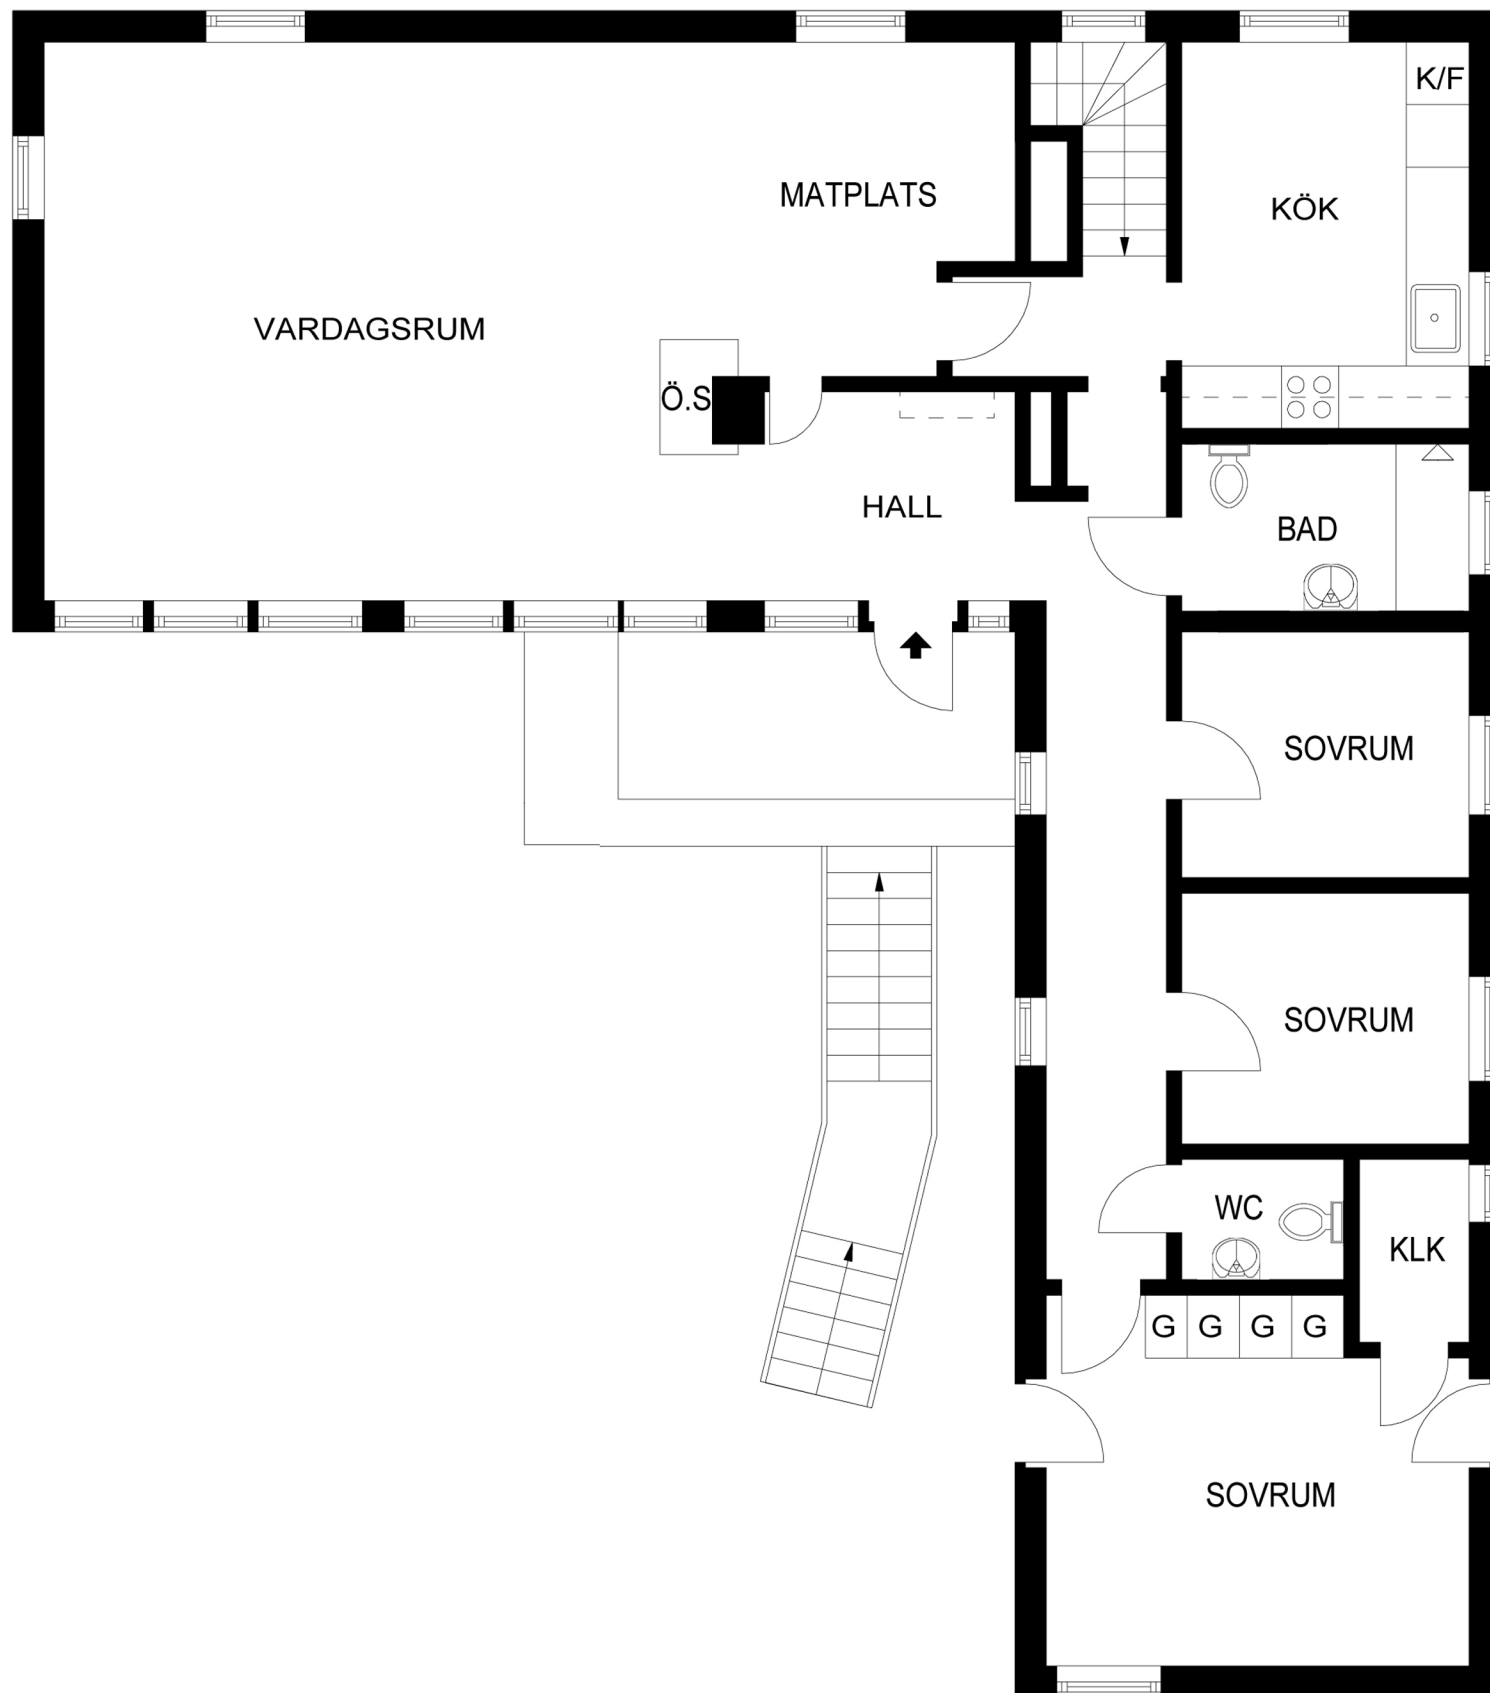 K/F
MATPLATS
KÖK
VARDAGSRUM
Ö.S
HALL
BAD
SOVRUM
SOVRUM
WC
KLK
G G G G
SOVRUM